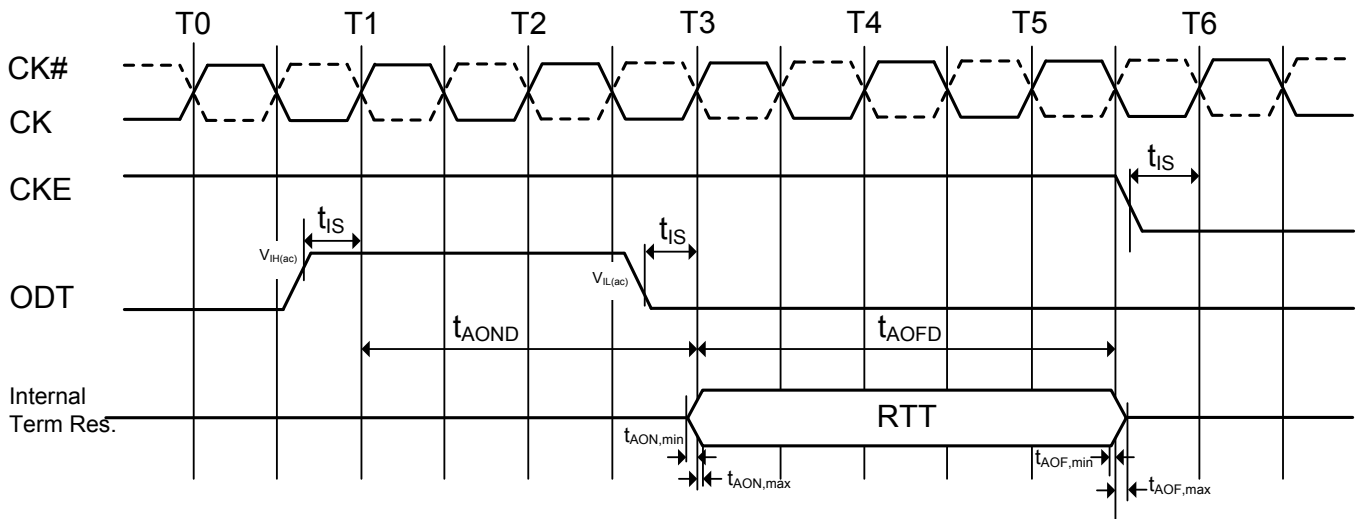 T0 T1 T2 T3 T4 T5 T6
CK#
CK
CKE
tIS
tIS
tIS
VIH(ac)
VIL(ac)
ODT
tAOND
tAOFD
Internal
Term Res.
RTT
tAON,min
tAOF,min
tAON,max
tAOF,max